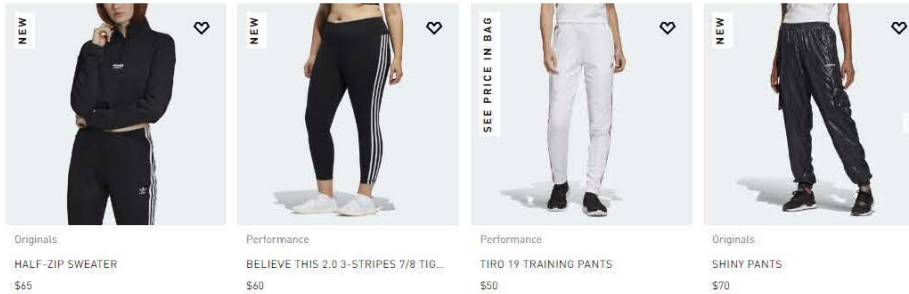 NEW
NEW
SEE PRICE IN BAG
NEW
Originals
HALF-ZIP SWEATER
$65
Performance
BELIEVE THIS 2.0 3-STRIPES 7/8 TIG...
$60
Performance
TIRO 19 TRAINING PANTS
$50
Originals
SHINY PANTS
$70